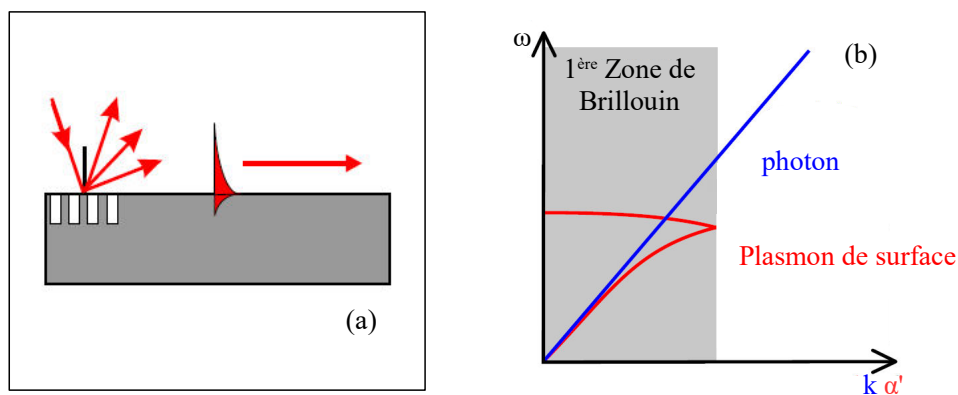 (a)
ω
1ère Zone de
Brillouin
(b)
photon
Plasmon de surface
k α'